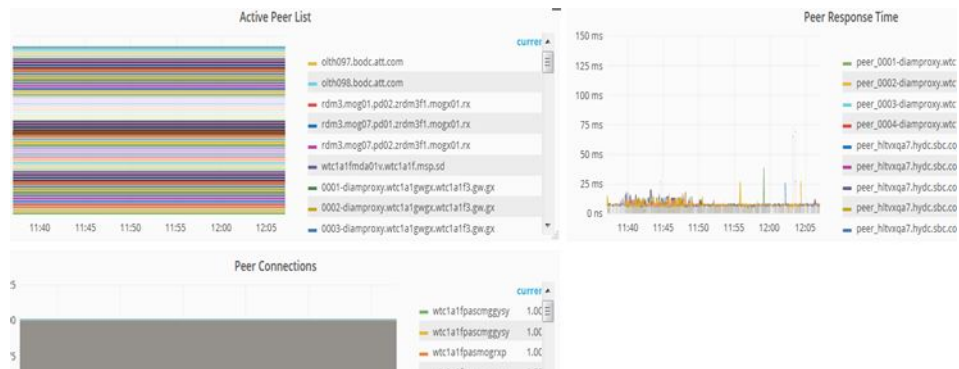 Active Peer List
current
olth097.bodc.att.com
olth098.bodc.att.com
rdm3.mog01.pd02.zrdm3f1.mogx01.rx
rdm3.mog07.pd01.zrdm3f1.mogx01.rx
rdm3.mog07.pd02.zrdm3f1.mogx01.rx
wtc1a1fmda01v.wtc1a1f.msp.sd
0001-diamproxy.wtc1a1gwgx.wtc1a1f3.gw.gx
0002-diamproxy.wtc1a1gwgx.wtc1a1f3.gw.gx
0003-diamproxy.wtc1a1gwgx.wtc1a1f3.gw.gx
11:40 11:45 11:50 11:55 12:00 12:05
Peer Response Time
150 ms
125 ms
100 ms
75 ms
50 ms
25 ms
0 ns
11:40 11:45 11:50 11:55 12:00 12:05
peer_0001-diamproxy.wtc
peer_0002-diamproxy.wtc
peer_0003-diamproxy.wtc
peer_0004-diamproxy.wtc
peer_hltvxqa7.hydc.sbc.co
peer_hltvxqa7.hydc.sbc.co
peer_hltvxqa7.hydc.sbc.co
peer_hltvxqa7.hydc.sbc.co
peer_hltvxqa7.hydc.sbc.co
Peer Connections
wtc1a1fpascmggysy 1.00
wtc1a1fpascmggysy 1.00
wtc1a1fpasmogrxp 1.00